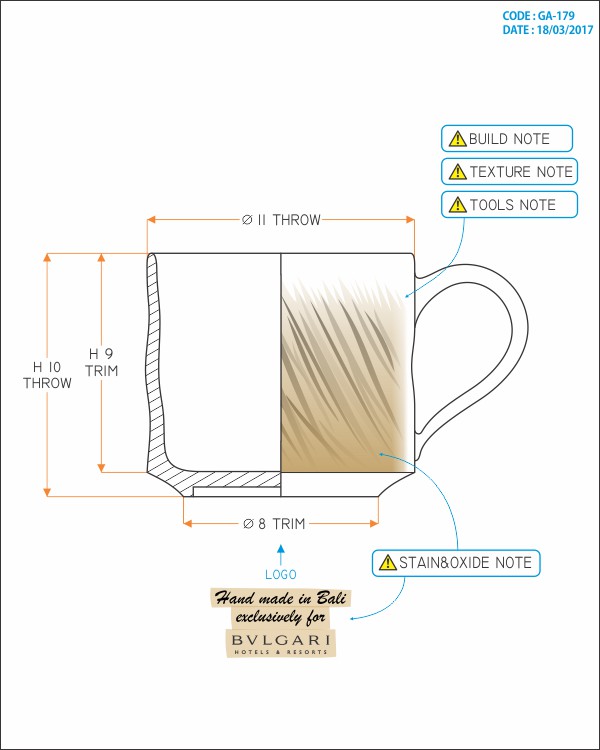 CODE : GA-179
DATE : 18/03/2017
BUILD NOTE
TEXTURE NOTE
TOOLS NOTE
Ø 11 THROW
H 10
THROW
H 9
TRIM
Ø 8 TRIM
STAIN&OXIDE NOTE
LOGO
Hand made in Bali
exclusively for
BVLGARI
HOTELS & RESORTS